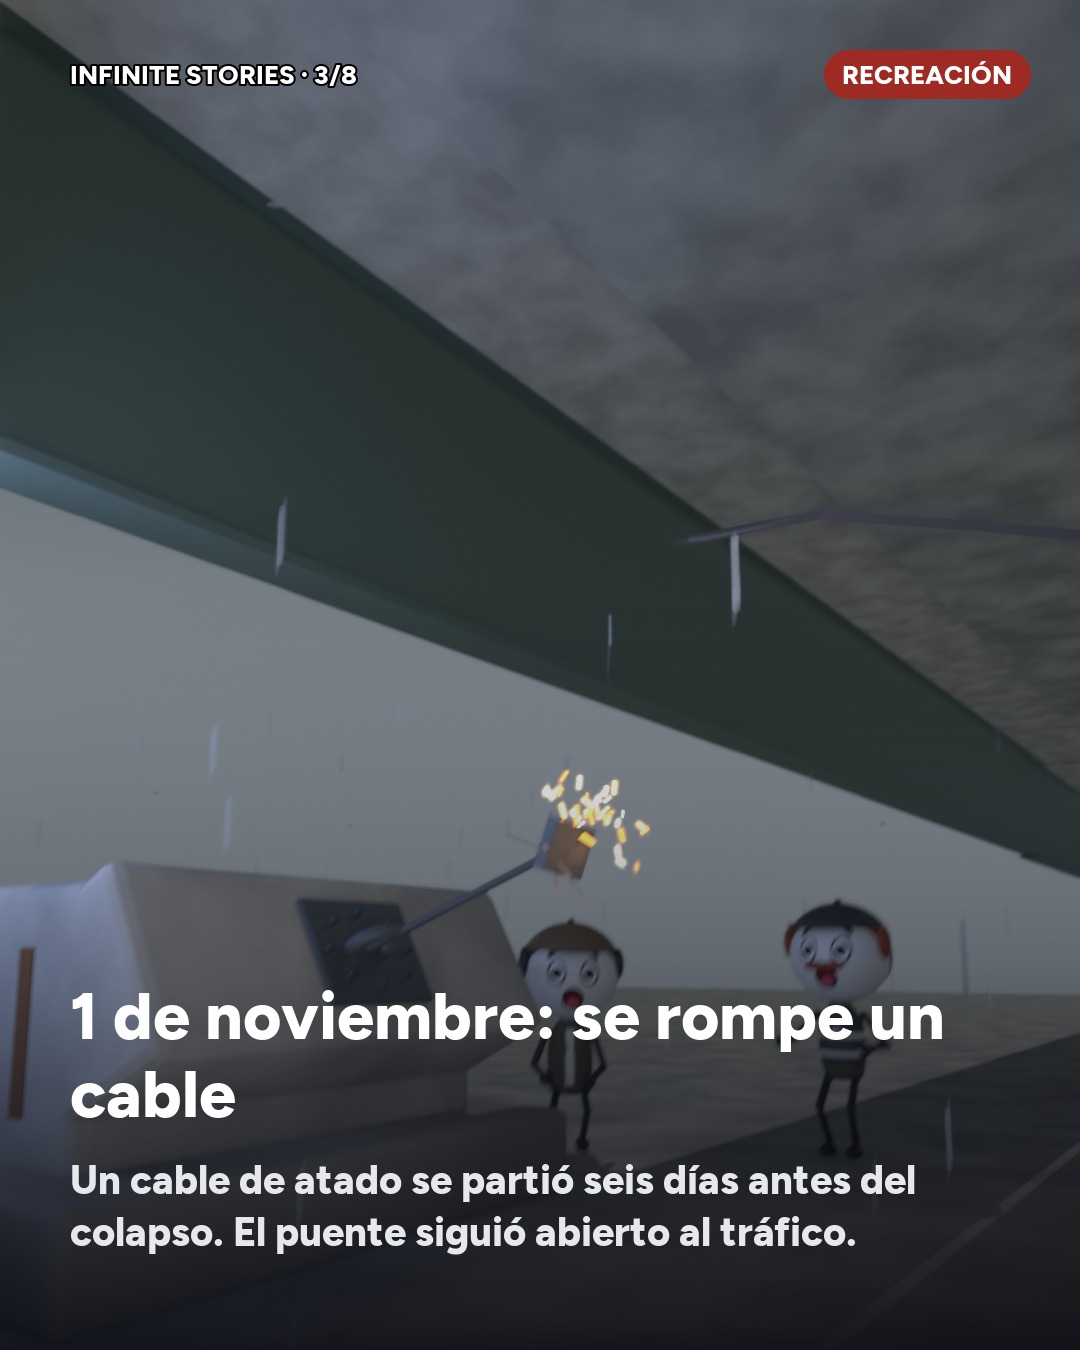 INFINITE STORIES · 3/8
RECREACIÓN
1 de noviembre: se rompe un
cable
Un cable de atado se partió seis días antes del
colapso. El puente siguió abierto al tráfico.